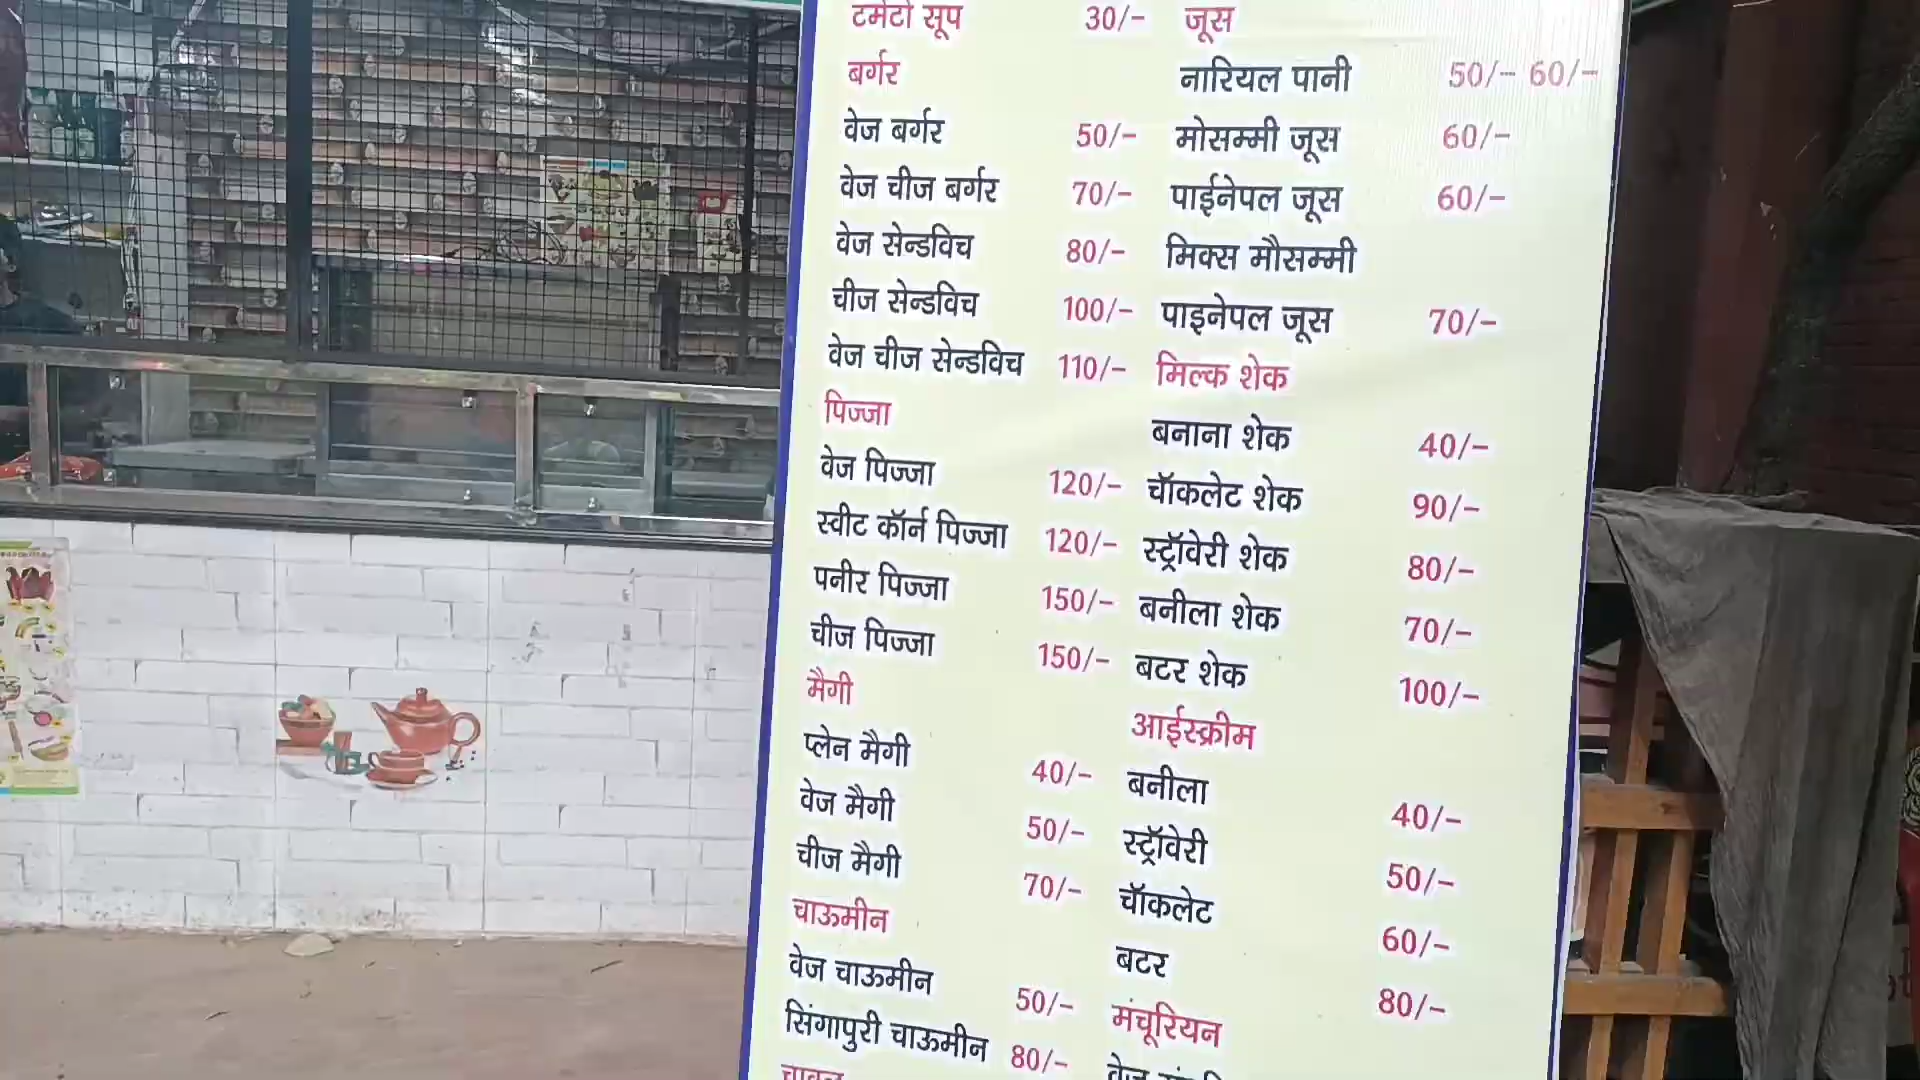 टमेटो सूप 30/-
बर्गर
वेज बर्गर 50/-
वेज चीज बर्गर 70/-
वेज सेन्डविच 80/-
चीज सेन्डविच 100/-
वेज चीज सेन्डविच 110/-
पिज्जा
वेज पिज्जा 120/-
स्वीट कॉर्न पिज्जा 120/-
पनीर पिज्जा 150/-
चीज पिज्जा 150/-
मैगी
प्लेन मैगी 40/-
वेज मैगी 50/-
चीज मैगी 70/-
चाऊमीन
वेज चाऊमीन 50/-
सिंगापुरी चाऊमीन 80/-
जूस
नारियल पानी 50/- 60/-
मोसम्मी जूस 60/-
पाईनेपल जूस 60/-
मिक्स मौसम्मी
पाइनेपल जूस 70/-
मिल्क शेक
बनाना शेक 40/-
चॉकलेट शेक 90/-
स्ट्रॉवेरी शेक 80/-
बनीला शेक 70/-
बटर शेक 100/-
आईस्क्रीम
बनीला 40/-
स्ट्रॉवेरी 50/-
चॉकलेट 60/-
बटर 80/-
मंचूरियन
वेज